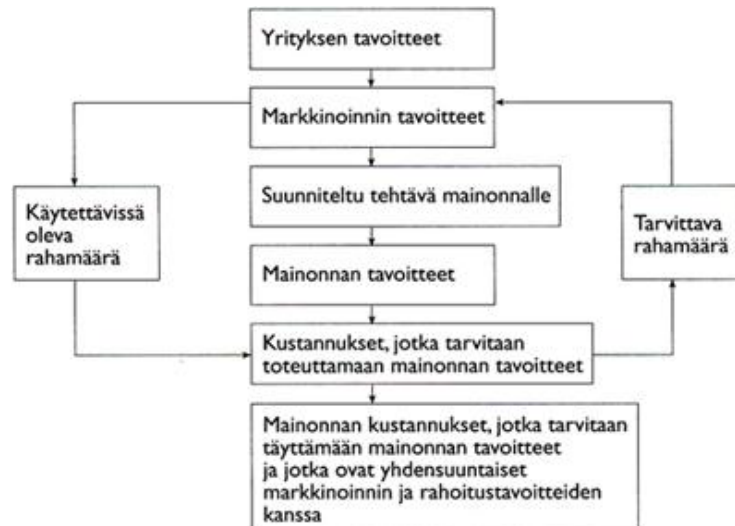 Yrityksen tavoitteet
Markkinoinnin tavoitteet
Suunniteltu tehtävä mainonnalle
Käytettävissä
oleva
rahamäärä
Tarvittava
rahamäärä
Mainonnan tavoitteet
Kustannukset, jotka tarvitaan
toteuttamaan mainonnan tavoitteet
Mainonnan kustannukset, jotka tarvitaan
täyttämään mainonnan tavoitteet
ja jotka ovat yhdensuuntaiset
markkinoinnin ja rahoitustavoitteiden
kanssa